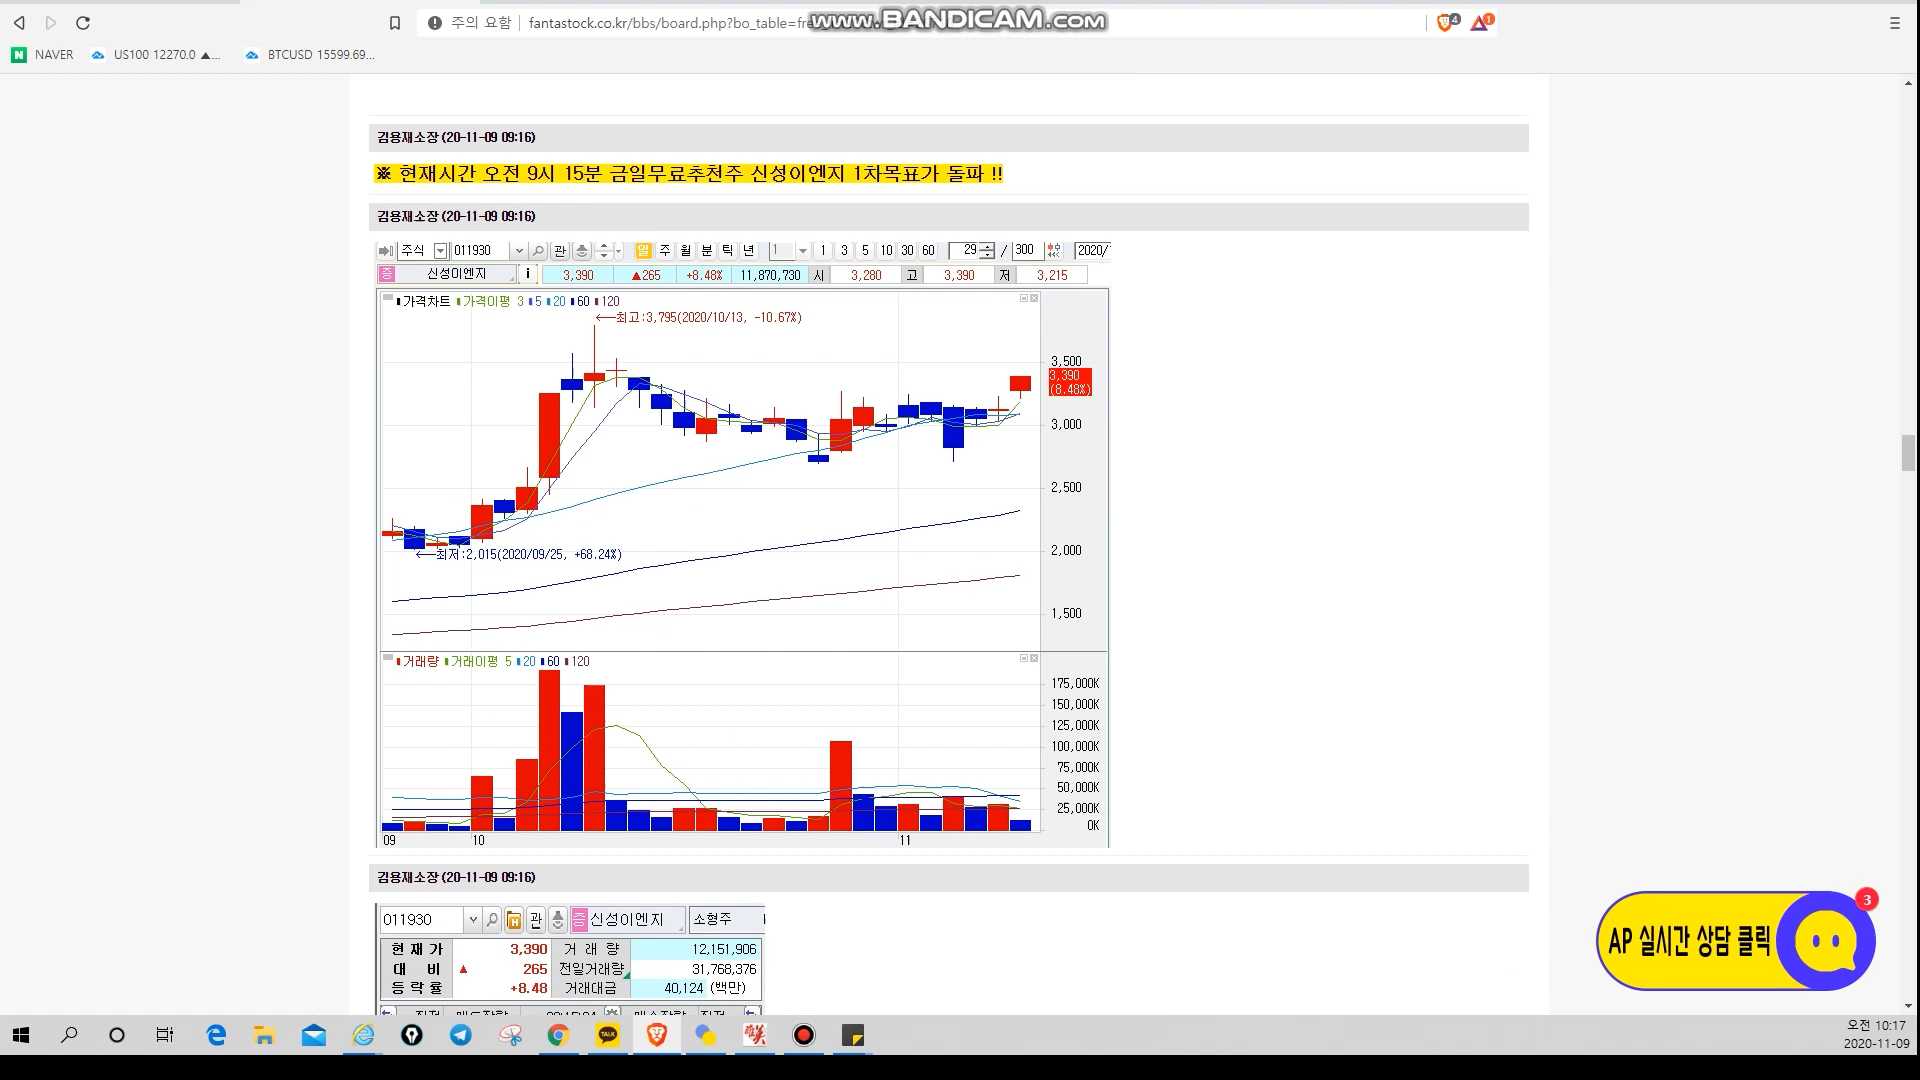 주의 요함
fantastock.co.kr/bbs/board.php?bo_table=fre
www.BANDICAM.com
4
1
NAVER
US100 12270.0 ▲...
BTCUSD 15599.69...
김용재소장 (20-11-09 09:16)
※ 현재시간 오전 9시 15분 금일무료추천주 신성이엔지 1차목표가 돌파 !!
김용재소장 (20-11-09 09:16)
주식 011930 관 일 주 월 분 틱 년 1 1 3 5 10 30 60 29 / 300 2020/
증 신성이엔지 i 3,390 ▲265 +8.48% 11,870,730 시 3,280 고 3,390 저 3,215
가격차트 가격이평 3 5 20 60 120
←최고:3,795(2020/10/13, -10.67%)
3,500
3,390
(8.48%)
3,000
2,500
2,000
←최저:2,015(2020/09/25, +68.24%)
1,500
거래량 거래이평 5 20 60 120
175,000K
150,000K
125,000K
100,000K
75,000K
50,000K
25,000K
0K
09 10 11
김용재소장 (20-11-09 09:16)
011930 관 증 신성이엔지 소형주
현재가 3,390 거래량 12,151,906
대비 ▲ 265 전일거래량 31,768,376
등락률 +8.48 거래대금 40,124 (백만)
AP 실시간 상담 클릭
3
TALK
오전 10:17
2020-11-09